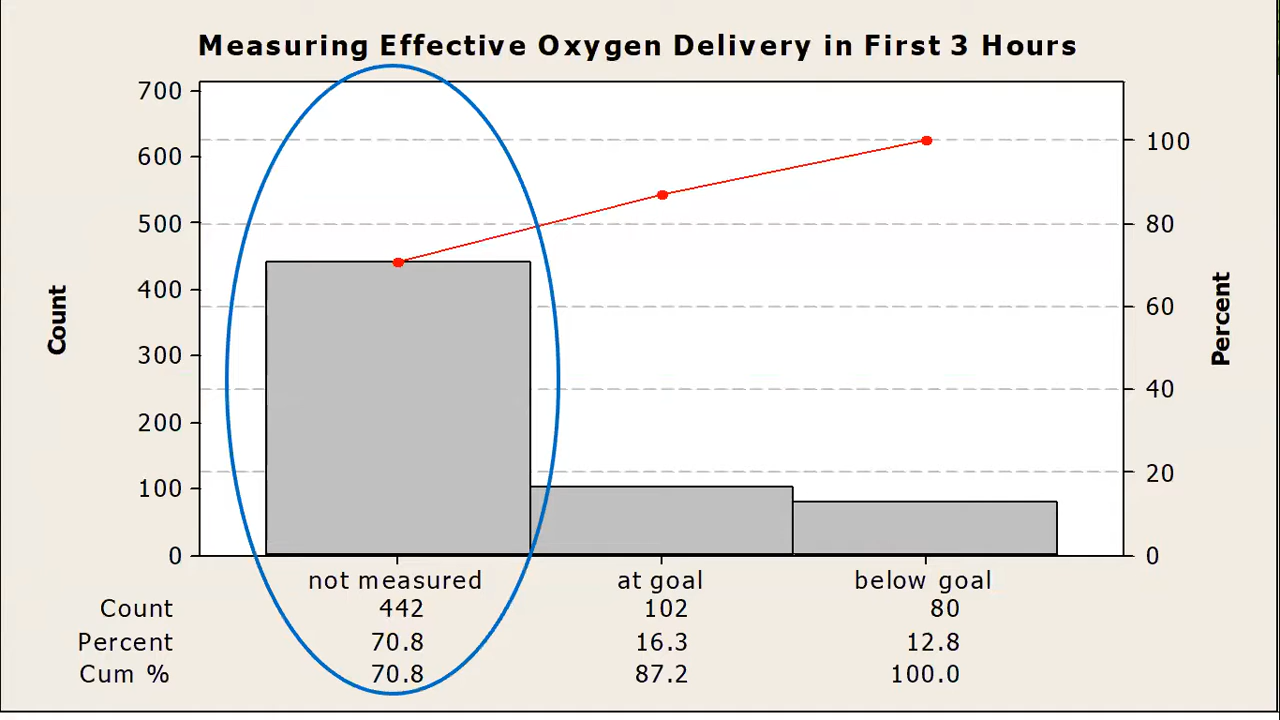 Measuring Effective Oxygen Delivery in First 3 Hours
700
600
500
400
300
200
100
0
Count
100
80
60
40
20
0
Percent
not measured at goal below goal
Count 442 102 80
Percent 70.8 16.3 12.8
Cum % 70.8 87.2 100.0